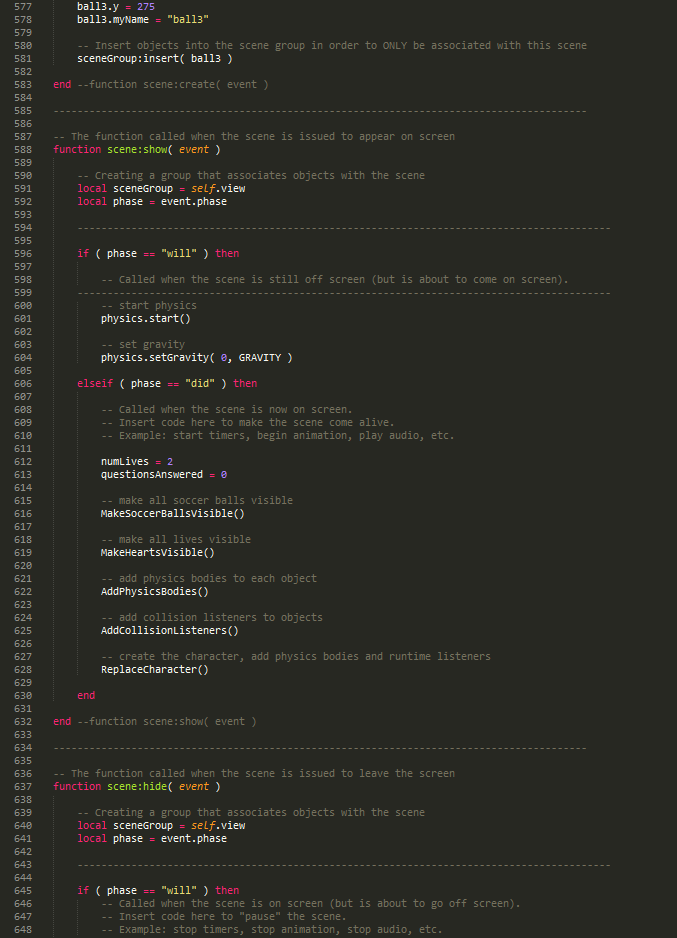 577 ball3.y = 275
578 ball3.myName = "ball3"
579
580 -- Insert objects into the scene group in order to ONLY be associated with this scene
581 sceneGroup:insert( ball3 )
582
583 end --function scene:create( event )
584
585 -----------------------------------------------------------------------------------------
586
587 -- The function called when the scene is issued to appear on screen
588 function scene:show( event )
589
590 -- Creating a group that associates objects with the scene
591 local sceneGroup = self.view
592 local phase = event.phase
593
594 -----------------------------------------------------------------------------------------
595
596 if ( phase == "will" ) then
597
598 -- Called when the scene is still off screen (but is about to come on screen).
599 -----------------------------------------------------------------------------------------
600 -- start physics
601 physics.start()
602
603 -- set gravity
604 physics.setGravity( 0, GRAVITY )
605
606 elseif ( phase == "did" ) then
607
608 -- Called when the scene is now on screen.
609 -- Insert code here to make the scene come alive.
610 -- Example: start timers, begin animation, play audio, etc.
611
612 numLives = 2
613 questionsAnswered = 0
614
615 -- make all soccer balls visible
616 MakeSoccerBallsVisible()
617
618 -- make all lives visible
619 MakeHeartsVisible()
620
621 -- add physics bodies to each object
622 AddPhysicsBodies()
623
624 -- add collision listeners to objects
625 AddCollisionListeners()
626
627 -- create the character, add physics bodies and runtime listeners
628 ReplaceCharacter()
629
630 end
631
632 end --function scene:show( event )
633
634 -----------------------------------------------------------------------------------------
635
636 -- The function called when the scene is issued to leave the screen
637 function scene:hide( event )
638
639 -- Creating a group that associates objects with the scene
640 local sceneGroup = self.view
641 local phase = event.phase
642
643 -----------------------------------------------------------------------------------------
644
645 if ( phase == "will" ) then
646 -- Called when the scene is on screen (but is about to go off screen).
647 -- Insert code here to "pause" the scene.
648 -- Example: stop timers, stop animation, stop audio, etc.